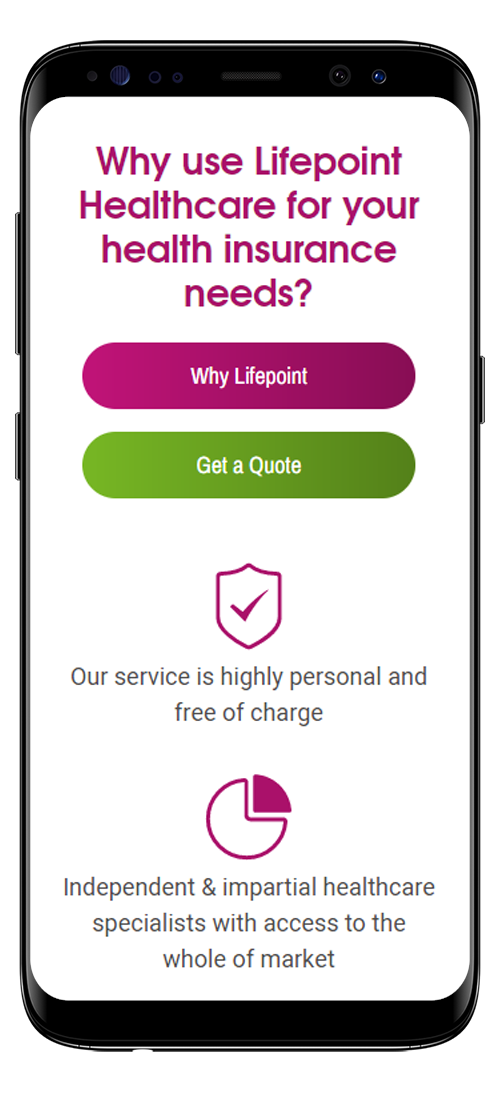 Why use Lifepoint
Healthcare for your
health insurance
needs?
Why Lifepoint
Get a Quote
Our service is highly personal and
free of charge
Independent & impartial healthcare
specialists with access to the
whole of market